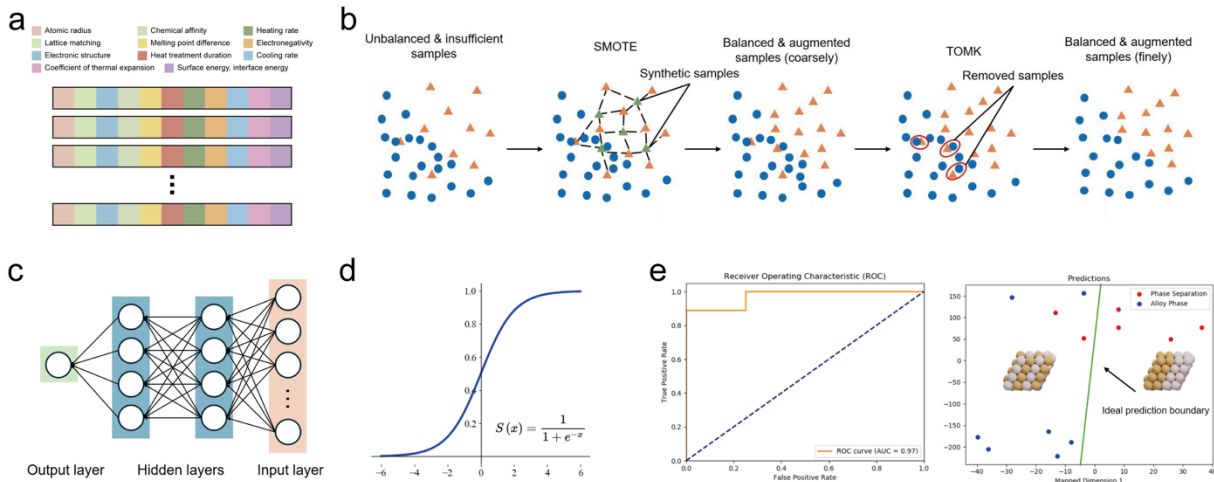 a
Atomic radius
Chemical affinity
Heating rate
Lattice matching
Melting point difference
Electronegativity
Electronic structure
Heat treatment duration
Cooling rate
Coefficient of thermal expansion
Surface energy, interface energy
b
Unbalanced & insufficient
samples
SMOTE
Synthetic samples
Balanced & augmented
samples (coarsely)
TOMK
Removed samples
Balanced & augmented
samples (finely)
c
Output layer
Hidden layers
Input layer
d
1.0
0.8
0.6
0.4
0.2
-6
-4
-2
0
2
4
6
S(x) = 1 / (1 + e^{-x})
e
Receiver Operating Characteristic (ROC)
True Positive Rate
1.0
0.8
0.6
0.4
0.2
0.0
0.0
0.2
0.4
0.6
0.8
1.0
False Positive Rate
ROC curve (AUC = 0.97)
Predictions
Phase Separation
Alloy Phase
150
100
50
0
−50
−100
−150
−200
Ideal prediction boundary
−40
−30
−20
−10
0
10
20
30
40
Mapped Dimension 1